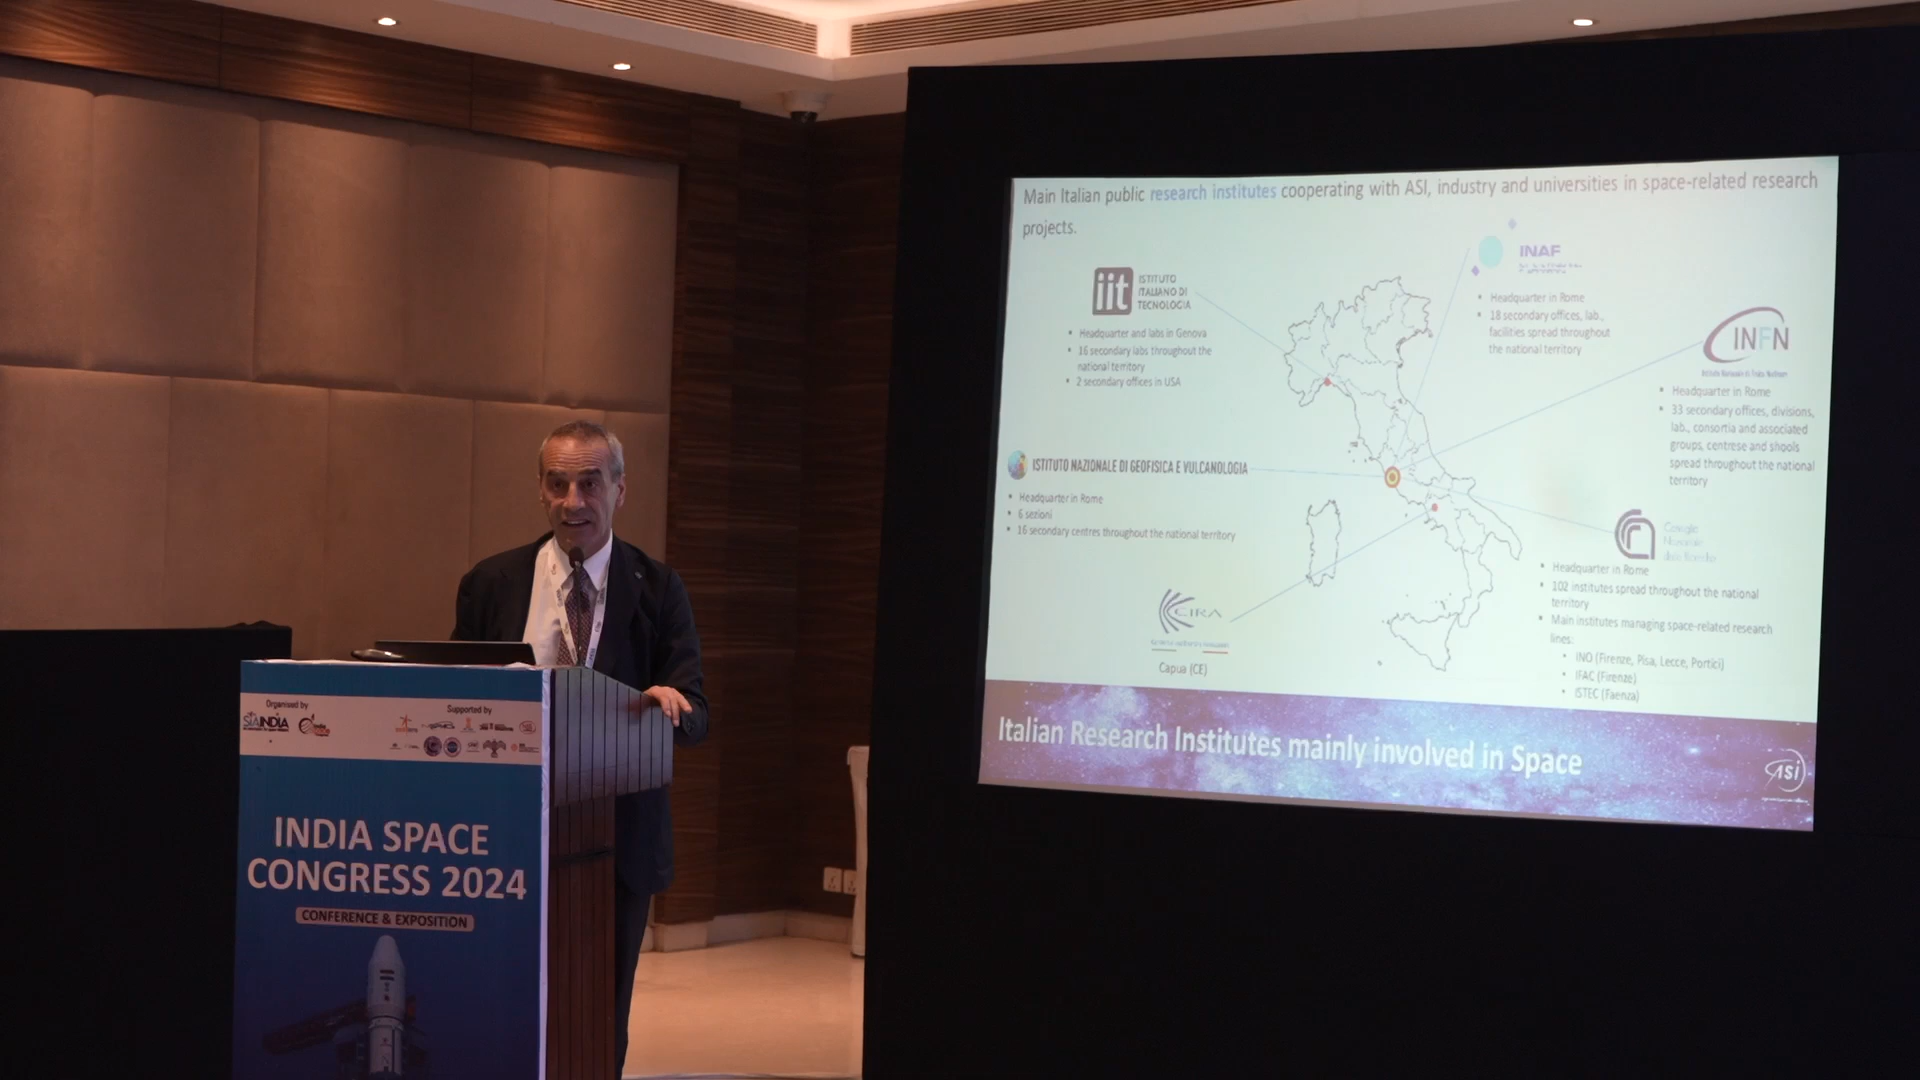 Main Italian public research institutes cooperating with ASI, industry and universities in space-related research
projects.
iit
ISTITUTO
ITALIANO DI
TECNOLOGIA
• Headquarter and labs in Genova
• 16 secondary labs throughout the
national territory
• 2 secondary offices in USA
INAF
• Headquarter in Rome
• 18 secondary offices, lab.,
facilities spread throughout
the national territory
INFN
• Headquarter in Rome
• 33 secondary offices, divisions,
lab., consortia and associated
groups, centrese and shools
spread throughout the national
territory
ISTITUTO NAZIONALE DI GEOFISICA E VULCANOLOGIA
• Headquarter in Rome
• 6 sezioni
• 16 secondary centres throughout the national territory
• Headquarter in Rome
• 102 institutes spread throughout the national
territory
• Main institutes managing space-related research
lines:
• INO (Firenze, Pisa, Lecce, Portici)
• IFAC (Firenze)
• ISTEC (Faenza)
CIRA
Capua (CE)
Italian Research Institutes mainly involved in Space
ASI
Organised by
Supported by
SIAINDIA
INDIA SPACE
CONGRESS 2024
CONFERENCE & EXPOSITION